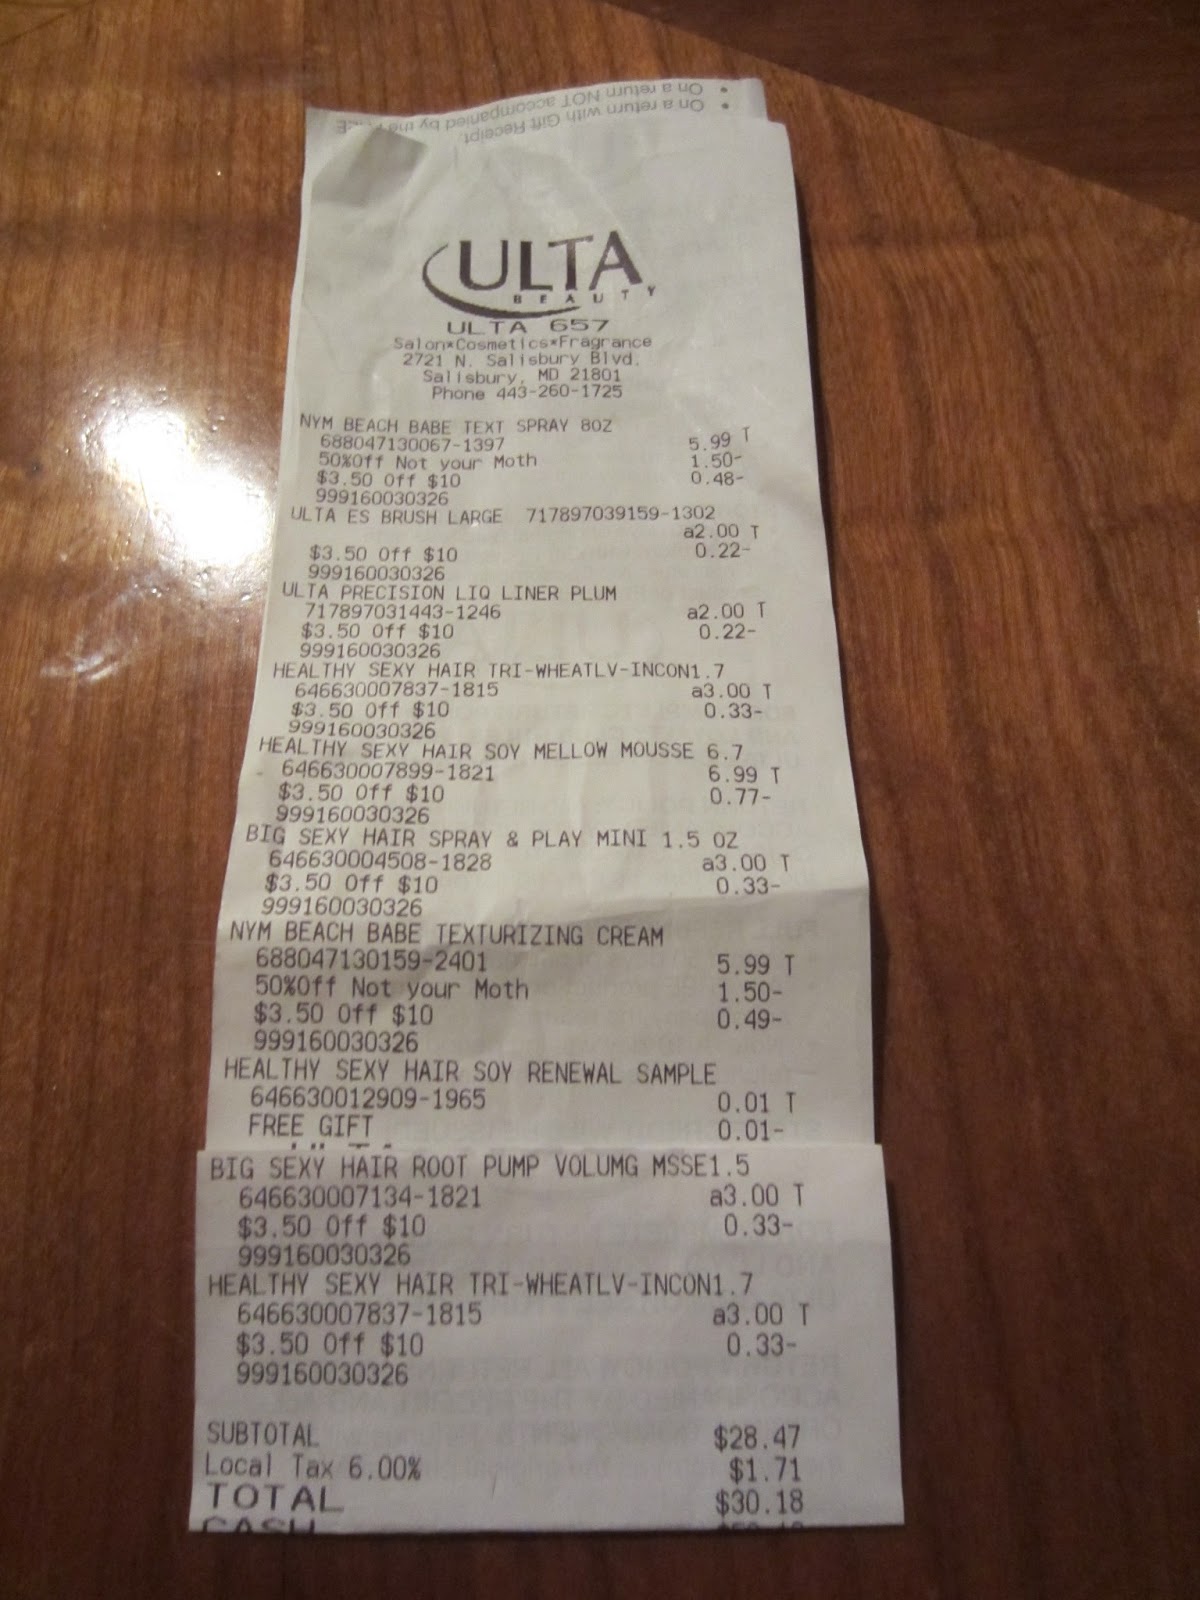 On a return NOT accompanied by the
On a return with Gift Receipt
ULTA
BEAUTY
ULTA 657
Salon*Cosmetics*Fragrance
2721 N. Salisbury Blvd.
Salisbury, MD 21801
Phone 443-260-1725
NYM BEACH BABE TEXT SPRAY 8OZ
688047130067-1397 5.99 T
50%Off Not your Moth 1.50-
$3.50 Off $10 0.48-
999160030326
ULTA ES BRUSH LARGE 717897039159-1302
a2.00 T
$3.50 Off $10 0.22-
999160030326
ULTA PRECISION LIQ LINER PLUM
717897031443-1246 a2.00 T
$3.50 Off $10 0.22-
999160030326
HEALTHY SEXY HAIR TRI-WHEATLV-INCON1.7
646630007837-1815 a3.00 T
$3.50 Off $10 0.33-
999160030326
HEALTHY SEXY HAIR SOY MELLOW MOUSSE 6.7
646630007899-1821 6.99 T
$3.50 Off $10 0.77-
999160030326
BIG SEXY HAIR SPRAY & PLAY MINI 1.5 OZ
646630004508-1828 a3.00 T
$3.50 Off $10 0.33-
999160030326
NYM BEACH BABE TEXTURIZING CREAM
688047130159-2401 5.99 T
50%Off Not your Moth 1.50-
$3.50 Off $10 0.49-
999160030326
HEALTHY SEXY HAIR SOY RENEWAL SAMPLE
646630012909-1965 0.01 T
FREE GIFT 0.01-
BIG SEXY HAIR ROOT PUMP VOLUMG MSSE1.5
646630007134-1821 a3.00 T
$3.50 Off $10 0.33-
999160030326
HEALTHY SEXY HAIR TRI-WHEATLV-INCON1.7
646630007837-1815 a3.00 T
$3.50 Off $10 0.33-
999160030326
SUBTOTAL $28.47
Local Tax 6.00% $1.71
TOTAL $30.18
CASH